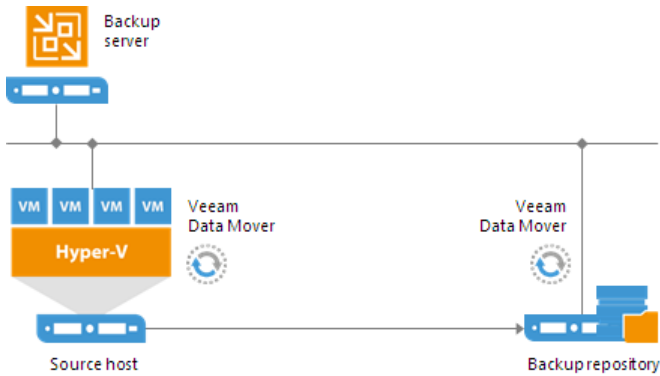 Backup
server
VM VM VM VM
Hyper-V
Veeam
Data Mover
Veeam
Data Mover
Source host
Backup repository